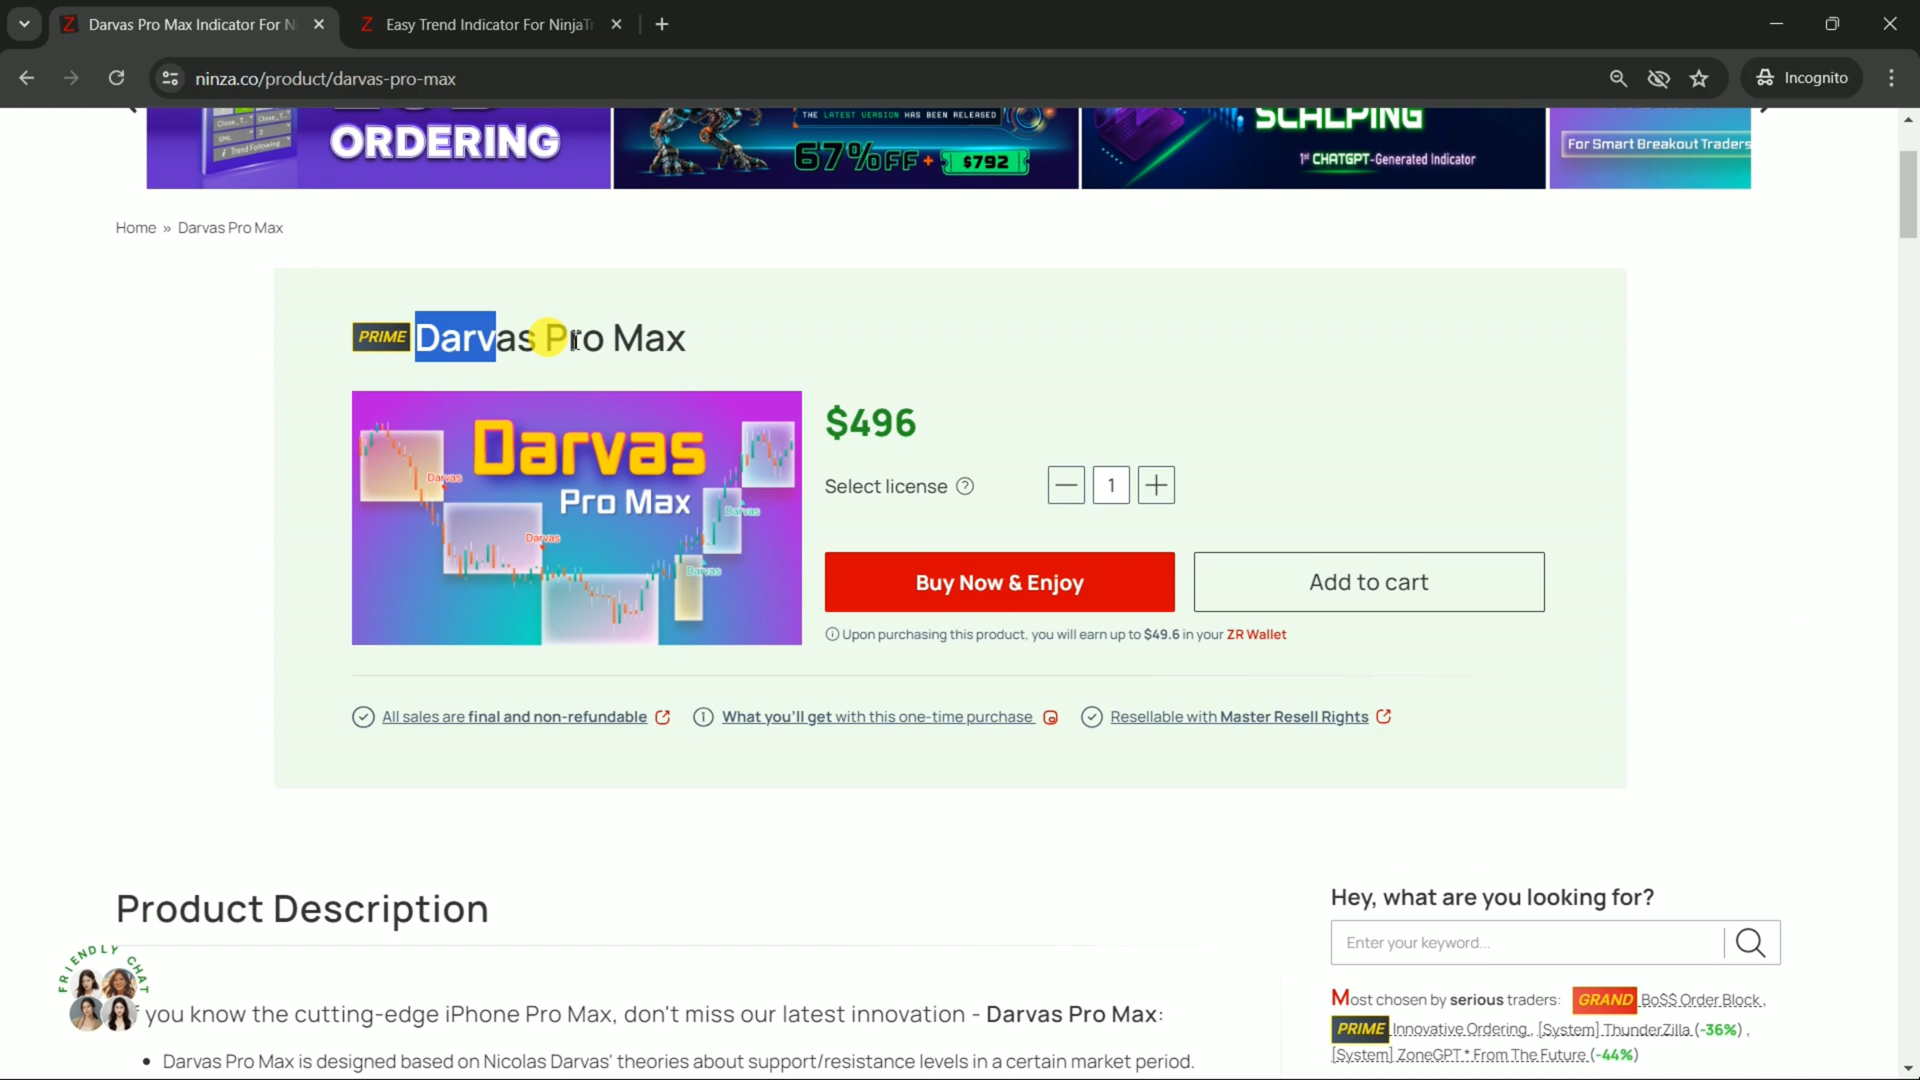 Darvas Pro Max Indicator For N
Easy Trend Indicator For NinjaTr
ninza.co/product/darvas-pro-max
Incognito
Trend Following
ORDERING
THE LATEST VERSION HAS BEEN RELEASED
67%OFF + $792
SCALPING
1st CHATGPT-Generated Indicator
For Smart Breakout Traders
Home » Darvas Pro Max
PRIME Darvas Pro Max
Darvas
Pro Max
Darvas
Darvas
Darvas
Darvas
$496
Select license
1
Buy Now & Enjoy
Add to cart
Upon purchasing this product, you will earn up to $49.6 in your ZR Wallet
All sales are final and non-refundable
What you'll get with this one-time purchase
Resellable with Master Resell Rights
Product Description
FRIENDLY CHAT
f you know the cutting-edge iPhone Pro Max, don't miss our latest innovation - Darvas Pro Max:
• Darvas Pro Max is designed based on Nicolas Darvas' theories about support/resistance levels in a certain market period.
Hey, what are you looking for?
Enter your keyword...
Most chosen by serious traders: GRAND Bo$$ Order Block ,
PRIME Innovative Ordering , [System] ThunderZilla (-36%) ,
[System] ZoneGPT * From The Future (-44%)